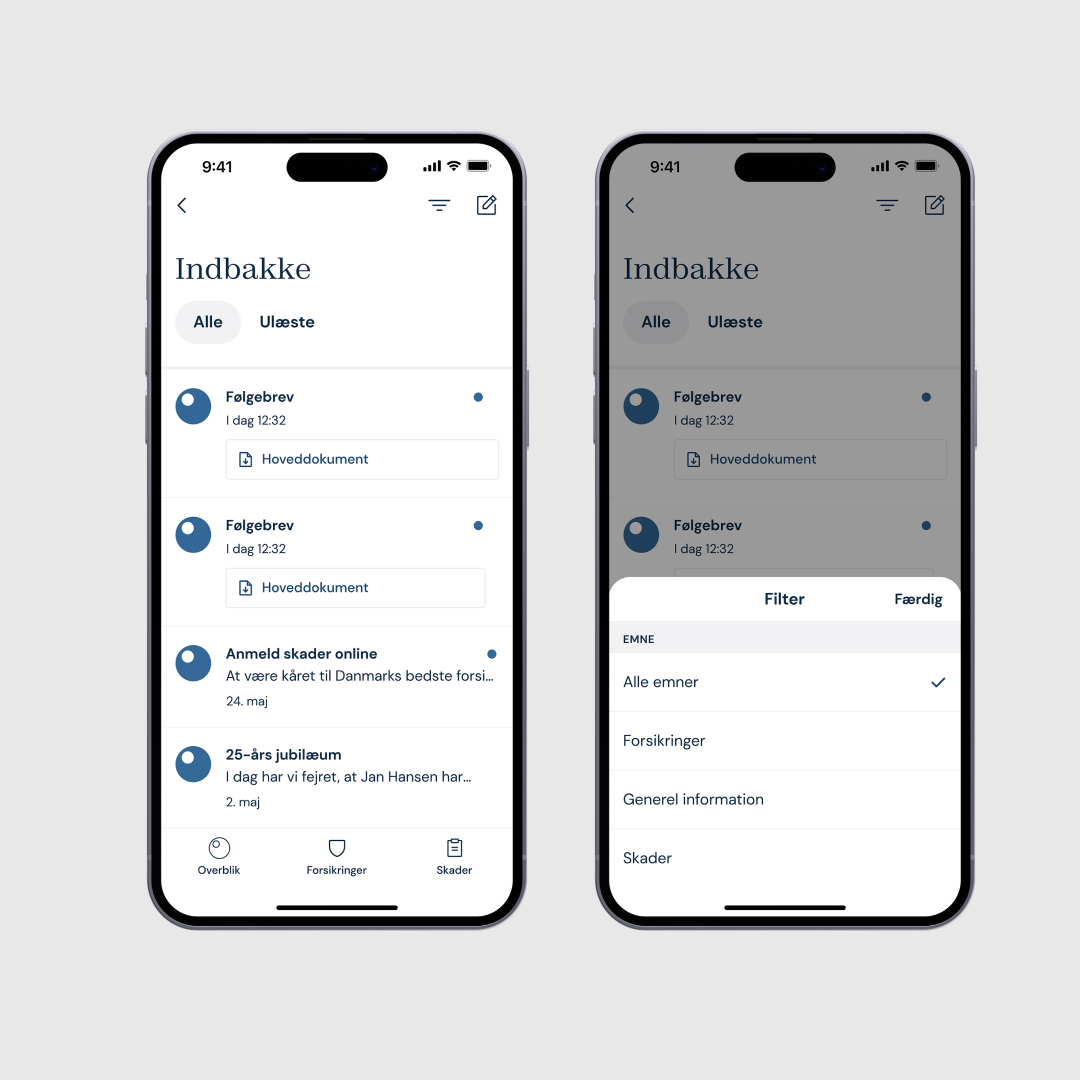 9:41
Indbakke
Alle
Ulæste
Følgebrev
I dag 12:32
Hoveddokument
Følgebrev
I dag 12:32
Hoveddokument
Anmeld skader online
At være kåret til Danmarks bedste forsi...
24. maj
25-års jubilæum
I dag har vi fejret, at Jan Hansen har...
2. maj
Overblik
Forsikringer
Skader
9:41
Indbakke
Alle
Ulæste
Følgebrev
I dag 12:32
Hoveddokument
Følgebrev
I dag 12:32
Filter
Færdig
EMNE
Alle emner
Forsikringer
Generel information
Skader